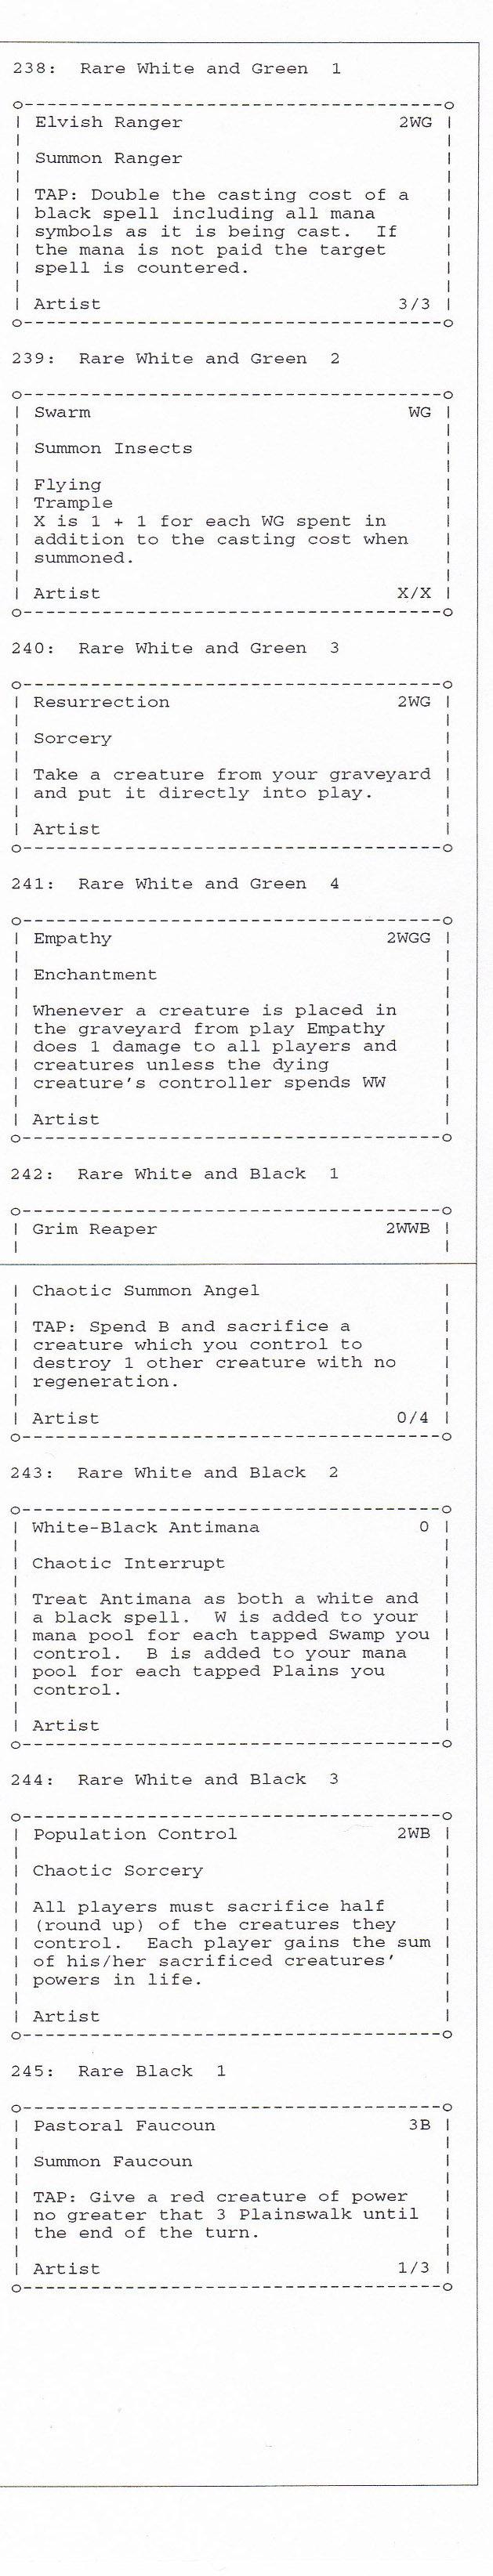 238:  Rare White and Green  1
o--------------------------------------o
| Elvish Ranger                    2WG |
|                                      |
| Summon Ranger                        |
|                                      |
| TAP: Double the casting cost of a    |
| black spell including all mana       |
| symbols as it is being cast.  If     |
| the mana is not paid the target      |
| spell is countered.                  |
|                                      |
| Artist                           3/3 |
o--------------------------------------o
239:  Rare White and Green  2
o--------------------------------------o
| Swarm                             WG |
|                                      |
| Summon Insects                       |
|                                      |
| Flying                               |
| Trample                              |
| X is 1 + 1 for each WG spent in      |
| addition to the casting cost when    |
| summoned.                            |
|                                      |
| Artist                           X/X |
o--------------------------------------o
240:  Rare White and Green  3
o--------------------------------------o
| Resurrection                     2WG |
|                                      |
| Sorcery                              |
|                                      |
| Take a creature from your graveyard  |
| and put it directly into play.       |
|                                      |
| Artist                               |
o--------------------------------------o
241:  Rare White and Green  4
o--------------------------------------o
| Empathy                         2WGG |
|                                      |
| Enchantment                          |
|                                      |
| Whenever a creature is placed in     |
| the graveyard from play Empathy      |
| does 1 damage to all players and     |
| creatures unless the dying           |
| creature's controller spends WW      |
|                                      |
| Artist                               |
o--------------------------------------o
242:  Rare White and Black  1
o--------------------------------------o
| Grim Reaper                     2WWB |
|                                      |
| Chaotic Summon Angel                 |
|                                      |
| TAP: Spend B and sacrifice a         |
| creature which you control to        |
| destroy 1 other creature with no     |
| regeneration.                        |
|                                      |
| Artist                           0/4 |
o--------------------------------------o
243:  Rare White and Black  2
o--------------------------------------o
| White-Black Antimana               0 |
|                                      |
| Chaotic Interrupt                    |
|                                      |
| Treat Antimana as both a white and   |
| a black spell.  W is added to your   |
| mana pool for each tapped Swamp you  |
| control.  B is added to your mana    |
| pool for each tapped Plains you      |
| control.                             |
|                                      |
| Artist                               |
o--------------------------------------o
244:  Rare White and Black  3
o--------------------------------------o
| Population Control               2WB |
|                                      |
| Chaotic Sorcery                      |
|                                      |
| All players must sacrifice half      |
| (round up) of the creatures they     |
| control.  Each player gains the sum  |
| of his/her sacrificed creatures'     |
| powers in life.                      |
|                                      |
| Artist                               |
o--------------------------------------o
245:  Rare Black  1
o--------------------------------------o
| Pastoral Faucoun                  3B |
|                                      |
| Summon Faucoun                       |
|                                      |
| TAP: Give a red creature of power    |
| no greater that 3 Plainswalk until   |
| the end of the turn.                 |
|                                      |
| Artist                           1/3 |
o--------------------------------------o